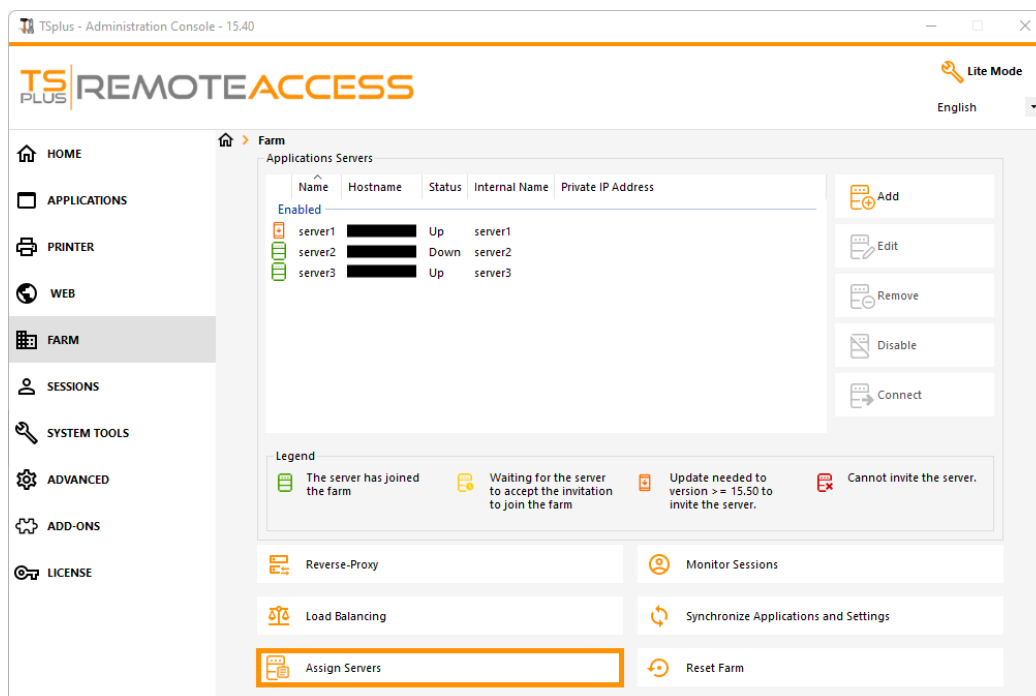 TSplus - Administration Console - 15.40
TS PLUS REMOTEACCESS
Lite Mode
English
HOME
APPLICATIONS
PRINTER
WEB
FARM
SESSIONS
SYSTEM TOOLS
ADVANCED
ADD-ONS
LICENSE
Farm
Applications Servers
Name Hostname Status Internal Name Private IP Address
Enabled
server1 Up server1
server2 Down server2
server3 Up server3
Add
Edit
Remove
Disable
Connect
Legend
The server has joined
the farm
Waiting for the server
to accept the invitation
to join the farm
Update needed to
version >= 15.50 to
invite the server.
Cannot invite the server.
Reverse-Proxy
Monitor Sessions
Load Balancing
Synchronize Applications and Settings
Assign Servers
Reset Farm